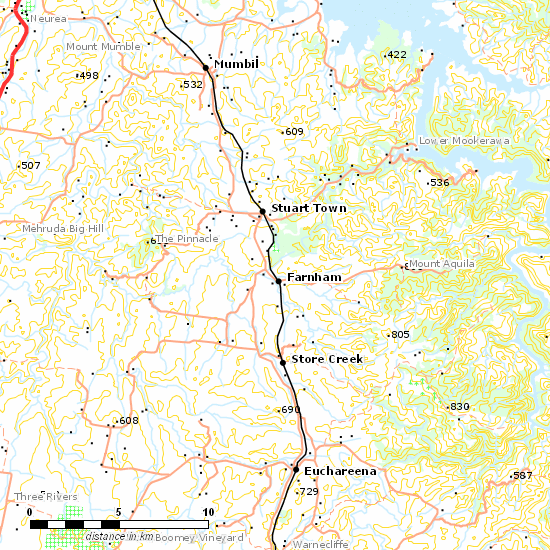 Neurea
Mount Mumble
422
Mumbil
498
532
609
Lower Mookerawa
507
536
Stuart Town
Mehruda Big Hill
The Pinnacle
Mount Aquila
Farnham
805
Store Creek
690
830
608
Euchareena
587
729
Three Rivers
0
5
10
distance in km
Boomey Vineyard
Warnecliffe